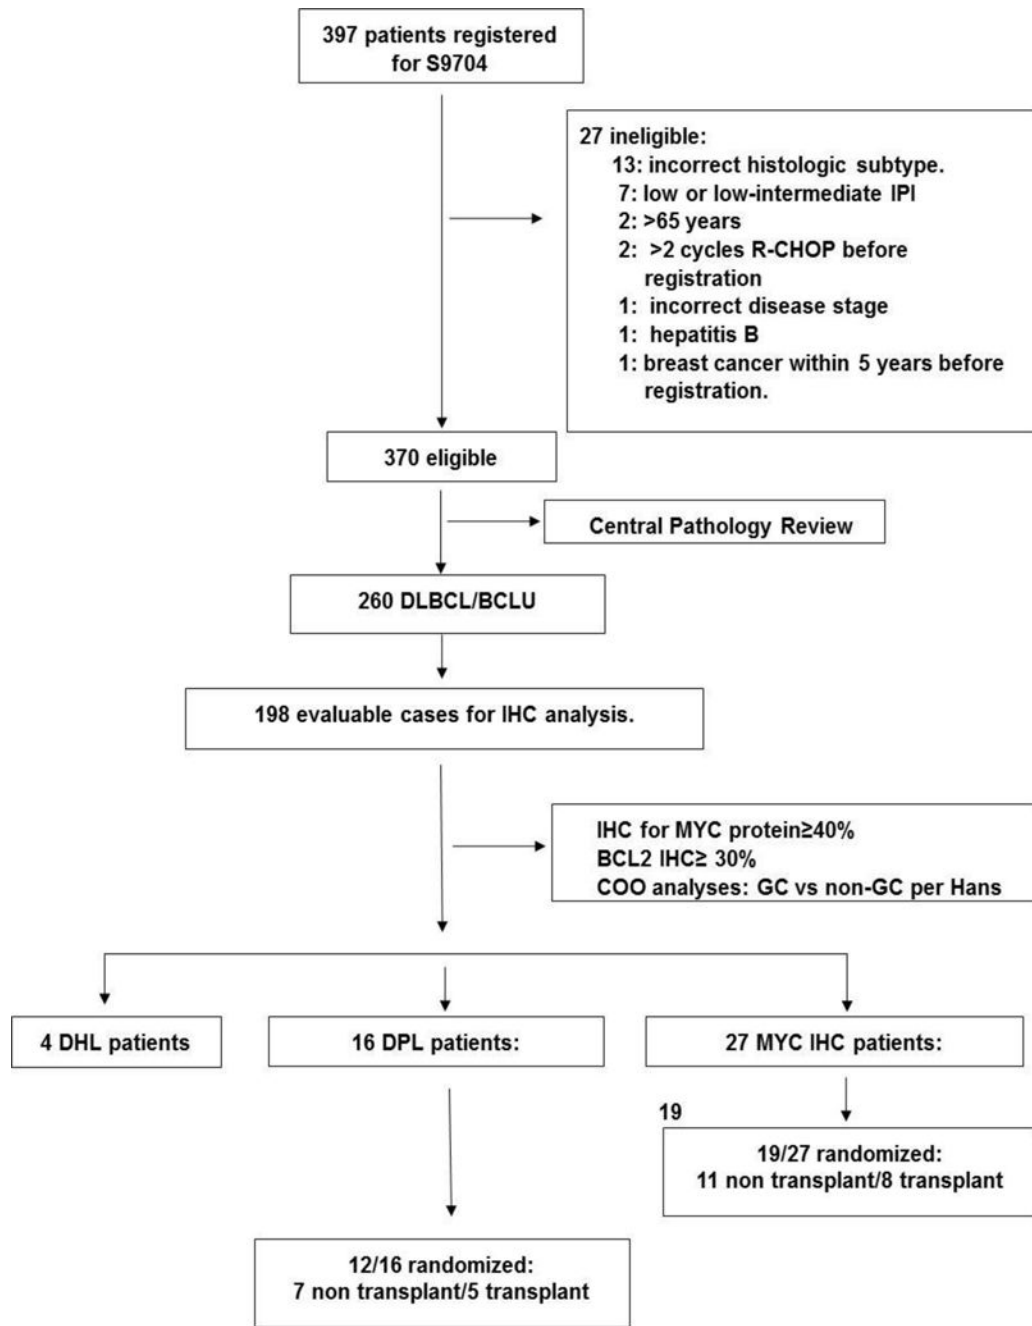 397 patients registered
for S9704
27 ineligible:
13: incorrect histologic subtype.
7: low or low-intermediate IPI
2: >65 years
2: >2 cycles R-CHOP before
registration
1: incorrect disease stage
1: hepatitis B
1: breast cancer within 5 years before
registration.
370 eligible
Central Pathology Review
260 DLBCL/BCLU
198 evaluable cases for IHC analysis.
IHC for MYC protein≥40%
BCL2 IHC≥ 30%
COO analyses: GC vs non-GC per Hans
4 DHL patients
16 DPL patients:
27 MYC IHC patients:
19
19/27 randomized:
11 non transplant/8 transplant
12/16 randomized:
7 non transplant/5 transplant